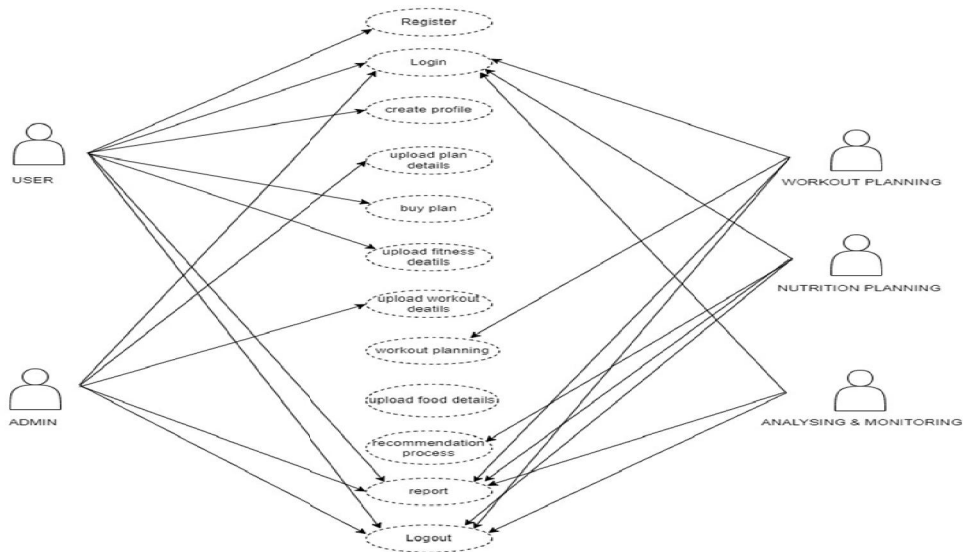 Register
Login
create profile
USER
upload plan
details
WORKOUT PLANNING
buy plan
upload fitness
deatils
NUTRITION PLANNING
upload workout
deatils
workout planning
upload food details
ADMIN
ANALYSING & MONITORING
recommendation
process
report
Logout